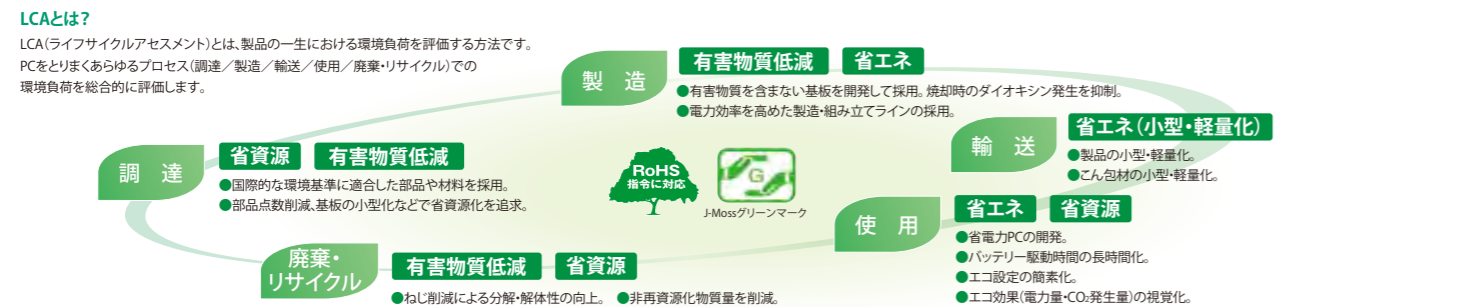 LCAとは？
LCA（ライフサイクルアセスメント）とは、製品の一生における環境負荷を評価する方法です。
PCをとりまくあらゆるプロセス（調達／製造／輸送／使用／廃棄・リサイクル）での
環境負荷を総合的に評価します。
製 造
有害物質低減 省エネ
●有害物質を含まない基板を開発して採用。焼却時のダイオキシン発生を抑制。
●電力効率を高めた製造・組み立てラインの採用。
輸 送
省エネ（小型・軽量化）
●製品の小型・軽量化。
●こん包材の小型・軽量化。
調 達
省資源 有害物質低減
●国際的な環境基準に適合した部品や材料を採用。
●部品点数削減、基板の小型化などで省資源化を追求。
RoHS
指令に対応
G
J-Mossグリーンマーク
使 用
省エネ 省資源
●省電力PCの開発。
●バッテリー駆動時間の長時間化。
●エコ設定の簡素化。
●エコ効果（電力量・CO₂発生量）の視覚化。
廃棄・
リサイクル
有害物質低減 省資源
●ねじ削減による分解・解体性の向上。 ●非再資源化物質量を削減。